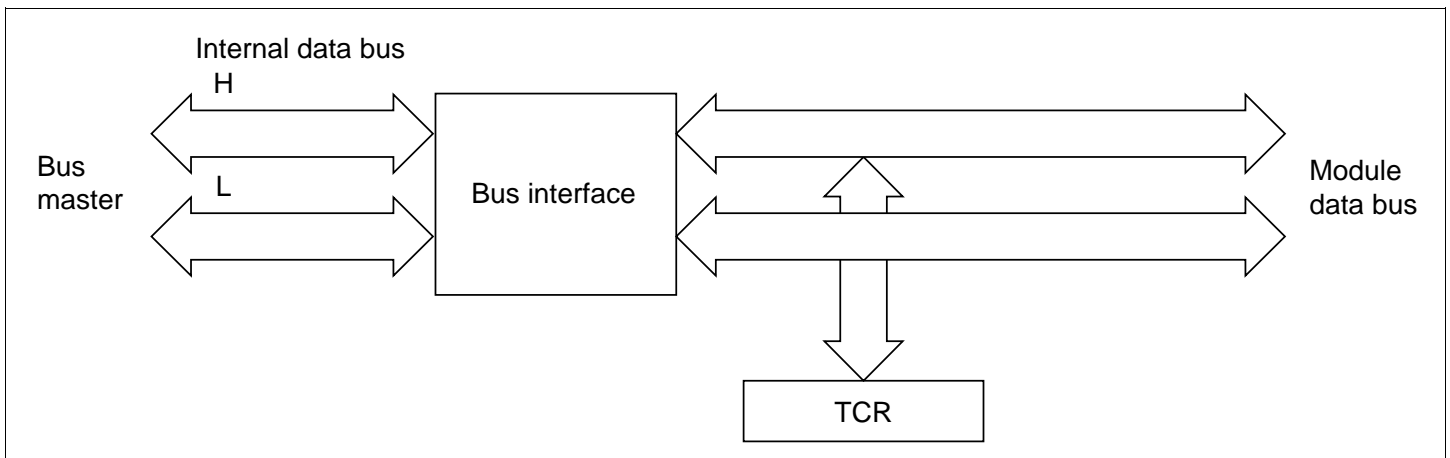 Internal data bus
H
Bus
master
L
Bus interface
Module
data bus
TCR